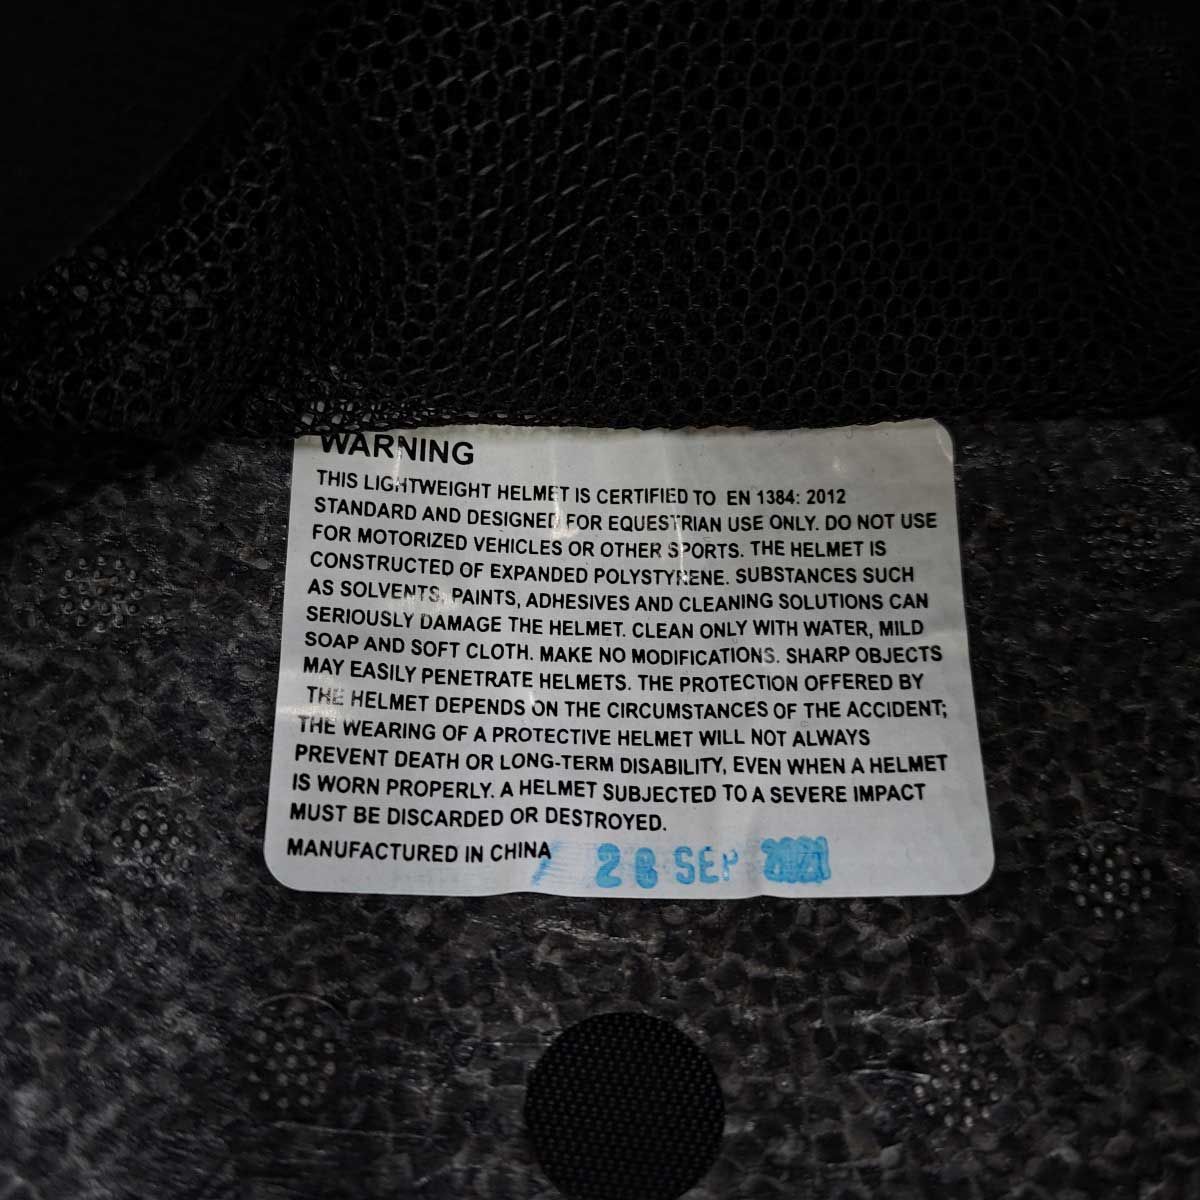 WARNING
THIS LIGHTWEIGHT HELMET IS CERTIFIED TO EN 1384: 2012
STANDARD AND DESIGNED FOR EQUESTRIAN USE ONLY. DO NOT USE
FOR MOTORIZED VEHICLES OR OTHER SPORTS. THE HELMET IS
CONSTRUCTED OF EXPANDED POLYSTYRENE. SUBSTANCES SUCH
AS SOLVENTS, PAINTS, ADHESIVES AND CLEANING SOLUTIONS CAN
SERIOUSLY DAMAGE THE HELMET. CLEAN ONLY WITH WATER, MILD
SOAP AND SOFT CLOTH. MAKE NO MODIFICATIONS. SHARP OBJECTS
MAY EASILY PENETRATE HELMETS. THE PROTECTION OFFERED BY
THE HELMET DEPENDS ON THE CIRCUMSTANCES OF THE ACCIDENT;
THE WEARING OF A PROTECTIVE HELMET WILL NOT ALWAYS
PREVENT DEATH OR LONG-TERM DISABILITY, EVEN WHEN A HELMET
IS WORN PROPERLY. A HELMET SUBJECTED TO A SEVERE IMPACT
MUST BE DISCARDED OR DESTROYED.
MANUFACTURED IN CHINA SEP